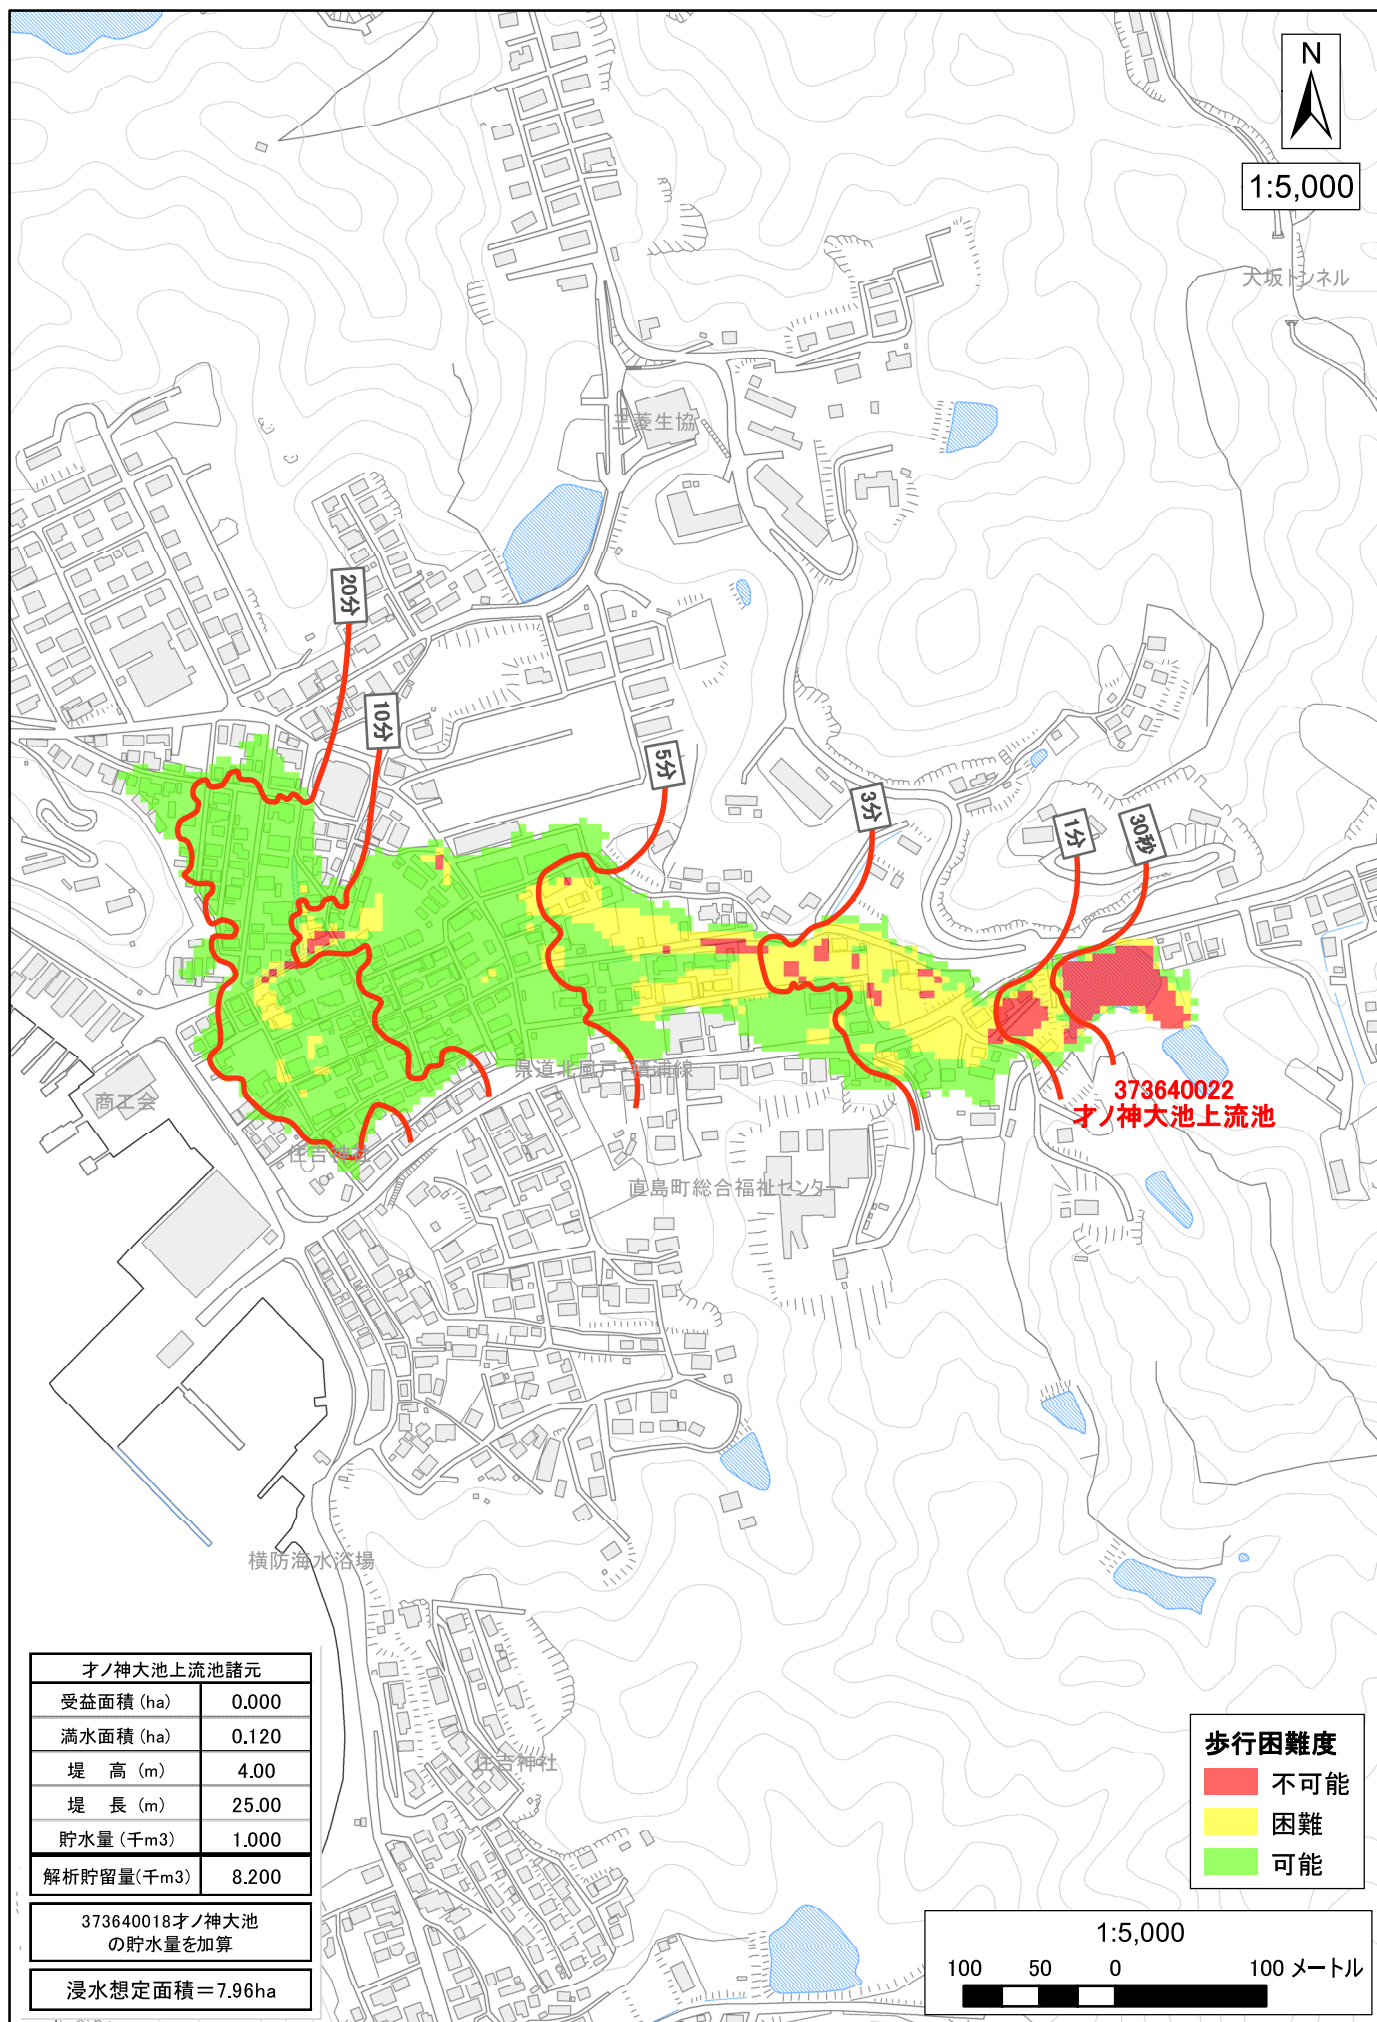 N
1:5,000
大坂トンネル
三菱生協
20分
10分
5分
3分
1分
30秒
県道北風戸・積浦線
373640022
才ノ神大池上流池
商工会
住吉神社
直島町総合福祉センター
横防海水浴場
住吉神社
才ノ神大池上流池諸元
受益面積 (ha) 0.000
満水面積 (ha) 0.120
堤 高 (m) 4.00
堤 長 (m) 25.00
貯水量 (千m3) 1.000
解析貯留量(千m3) 8.200
373640018才ノ神大池
の貯水量を加算
浸水想定面積＝7.96ha
歩行困難度
不可能
困難
可能
1:5,000
100 50 0 100 メートル